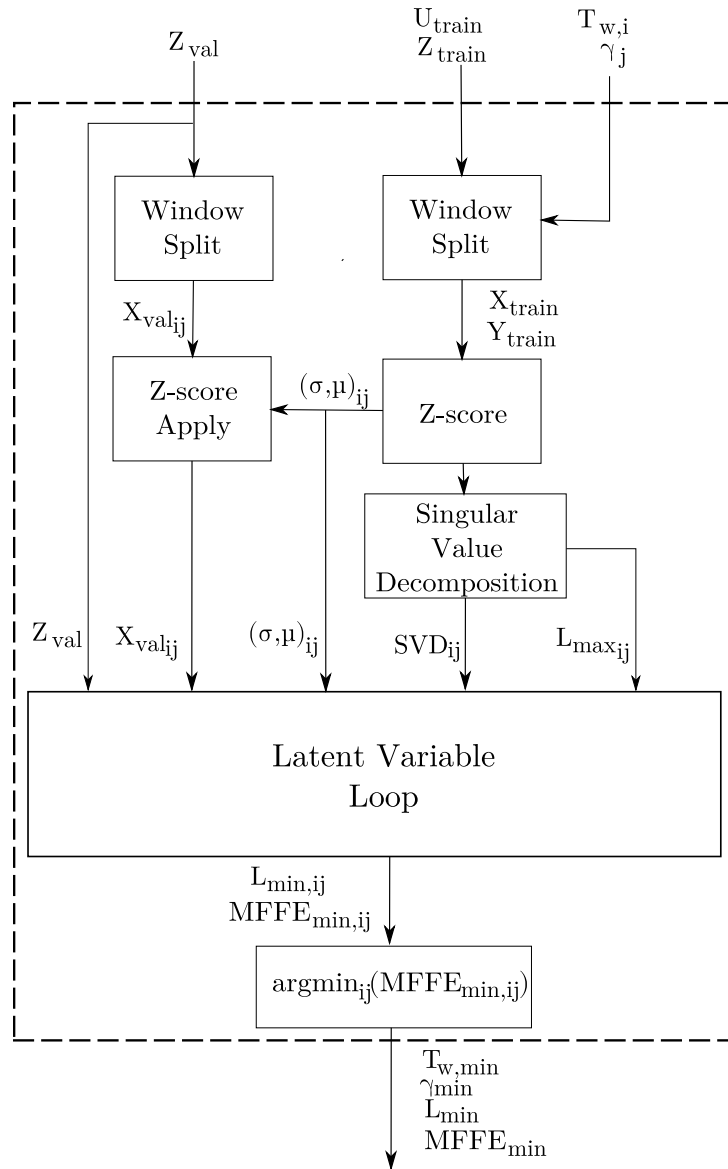 Z_val
U_train
Z_train
T_w,i
γ_j
Window
Split
Window
Split
X_val_ij
X_train
Y_train
Z-score
Apply
(σ,µ)_ij
Z-score
Singular
Value
Decomposition
Z_val
X_val_ij
(σ,µ)_ij
SVD_ij
L_max_ij
Latent Variable
Loop
L_min,ij
MFFE_min,ij
argmin_ij(MFFE_min,ij)
T_w,min
γ_min
L_min
MFFE_min